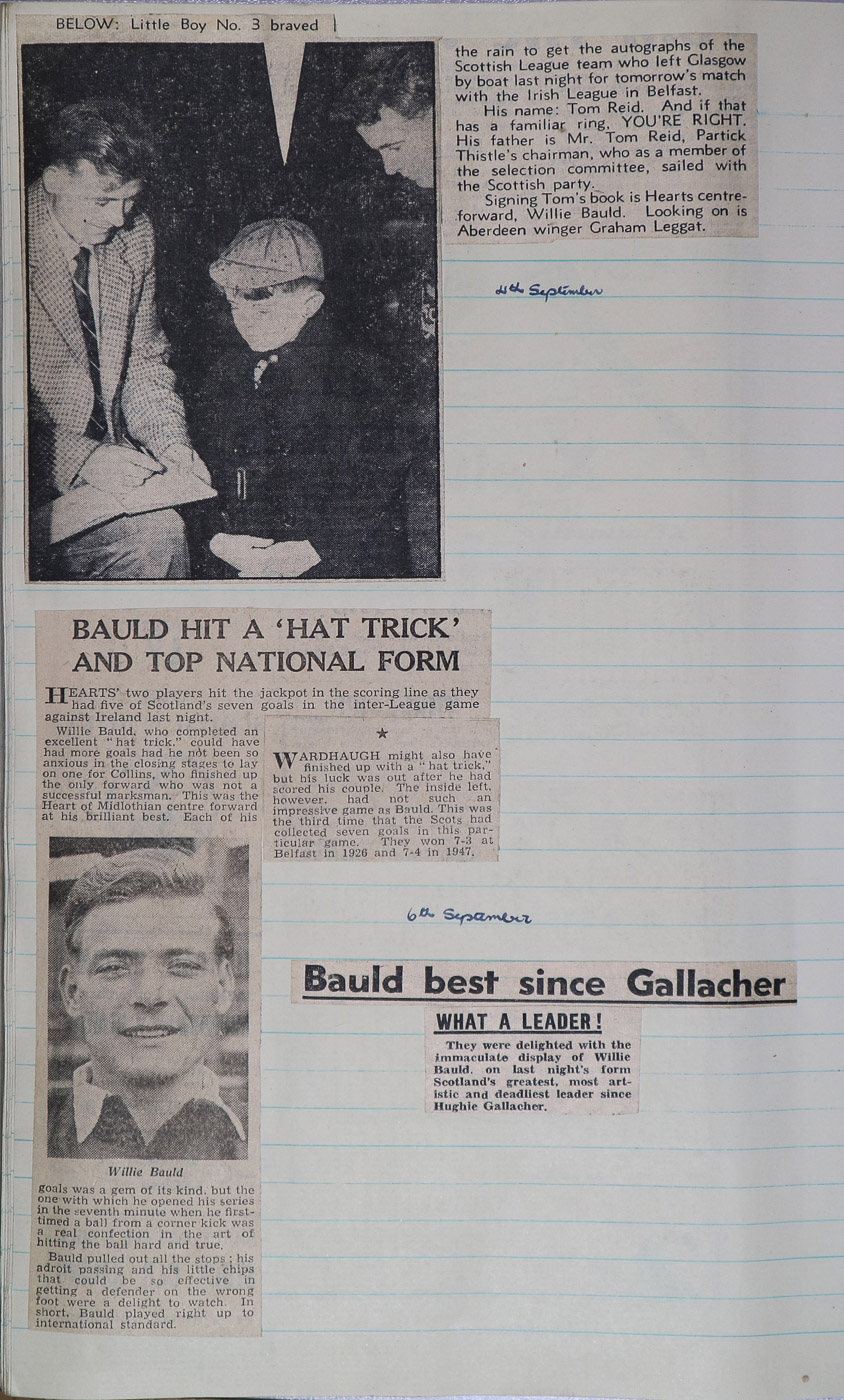 BELOW: Little Boy No. 3 braved
the rain to get the autographs of the
Scottish League team who left Glasgow
by boat last night for tomorrow's match
with the Irish League in Belfast.
His name: Tom Reid. And if that
has a familiar ring, YOU'RE RIGHT.
His father is Mr. Tom Reid, Partick
Thistle's chairman, who as a member of
the selection committee, sailed with
the Scottish party.
Signing Tom's book is Hearts centre-
forward, Willie Bauld. Looking on is
Aberdeen winger Graham Leggat.
4th September
BAULD HIT A 'HAT TRICK'
AND TOP NATIONAL FORM
HEARTS' two players hit the jackpot in the scoring line as they
had five of Scotland's seven goals in the inter-League game
against Ireland last night.
Willie Bauld, who completed an
excellent "hat trick," could have
had more goals had he not been so
anxious in the closing stages to lay
on one for Collins, who finished up
the only forward who was not a
successful marksman. This was the
Heart of Midlothian centre forward
at his brilliant best. Each of his
Willie Bauld
goals was a gem of its kind, but the
one with which he opened his series
in the seventh minute when he first-
timed a ball from a corner kick was
a real confection in the art of
hitting the ball hard and true.
Bauld pulled out all the stops; his
adroit passing and his little chips
that could be so effective in
getting a defender on the wrong
foot were a delight to watch. In
short, Bauld played right up to
international standard.
WARDHAUGH might also have
finished up with a "hat trick,"
but his luck was out after he had
scored his couple. The inside left,
however, had not such an
impressive game as Bauld. This was
the third time that the Scots had
collected seven goals in this par-
ticular game. They won 7-3 at
Belfast in 1926 and 7-4 in 1947.
6th September
Bauld best since Gallacher
WHAT A LEADER!
They were delighted with the
immaculate display of Willie
Bauld, on last night's form
Scotland's greatest, most art-
istic and deadliest leader since
Hughie Gallacher.